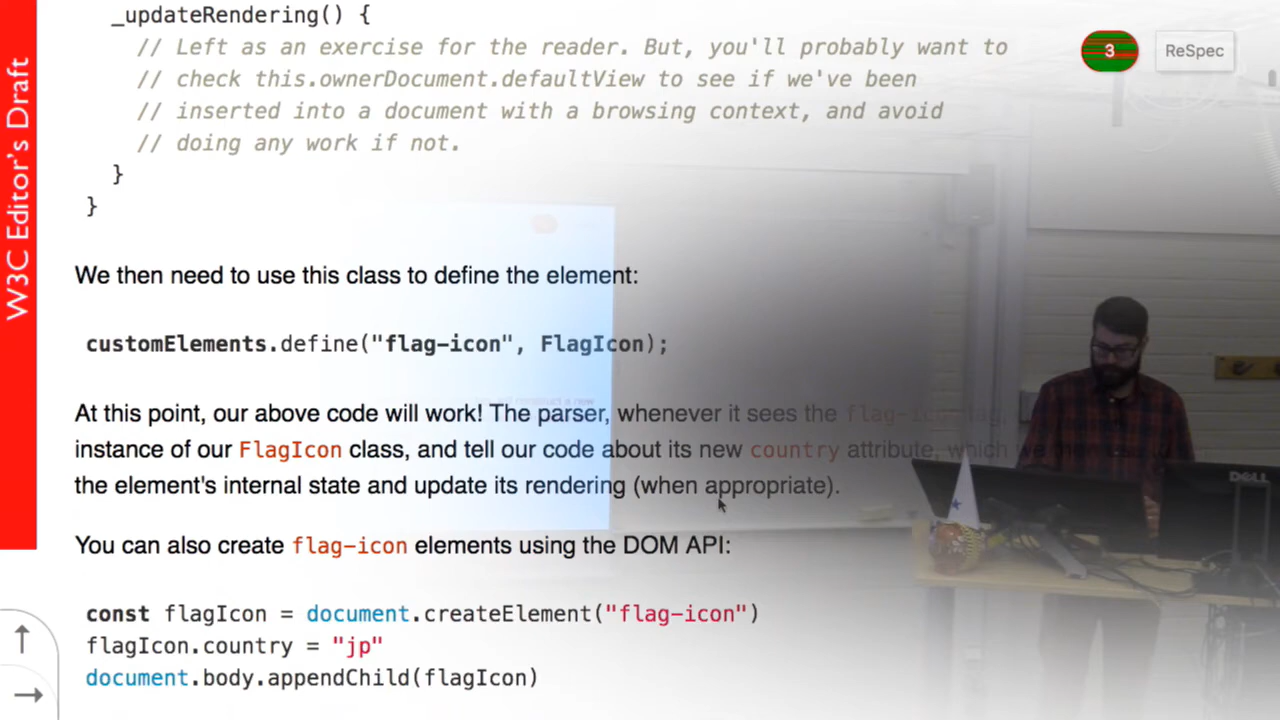 _updateRendering() {
// Left as an exercise for the reader. But, you'll probably want to
// check this.ownerDocument.defaultView to see if we've been
// inserted into a document with a browsing context, and avoid
// doing any work if not.
}
}
3
ReSpec
W3C Editor's Draft
We then need to use this class to define the element:
customElements.define("flag-icon", FlagIcon);
At this point, our above code will work! The parser, whenever it sees the flag-icon tag,
instance of our FlagIcon class, and tell our code about its new country attribute, which we
the element's internal state and update its rendering (when appropriate).
You can also create flag-icon elements using the DOM API:
const flagIcon = document.createElement("flag-icon")
flagIcon.country = "jp"
document.body.appendChild(flagIcon)
DELL